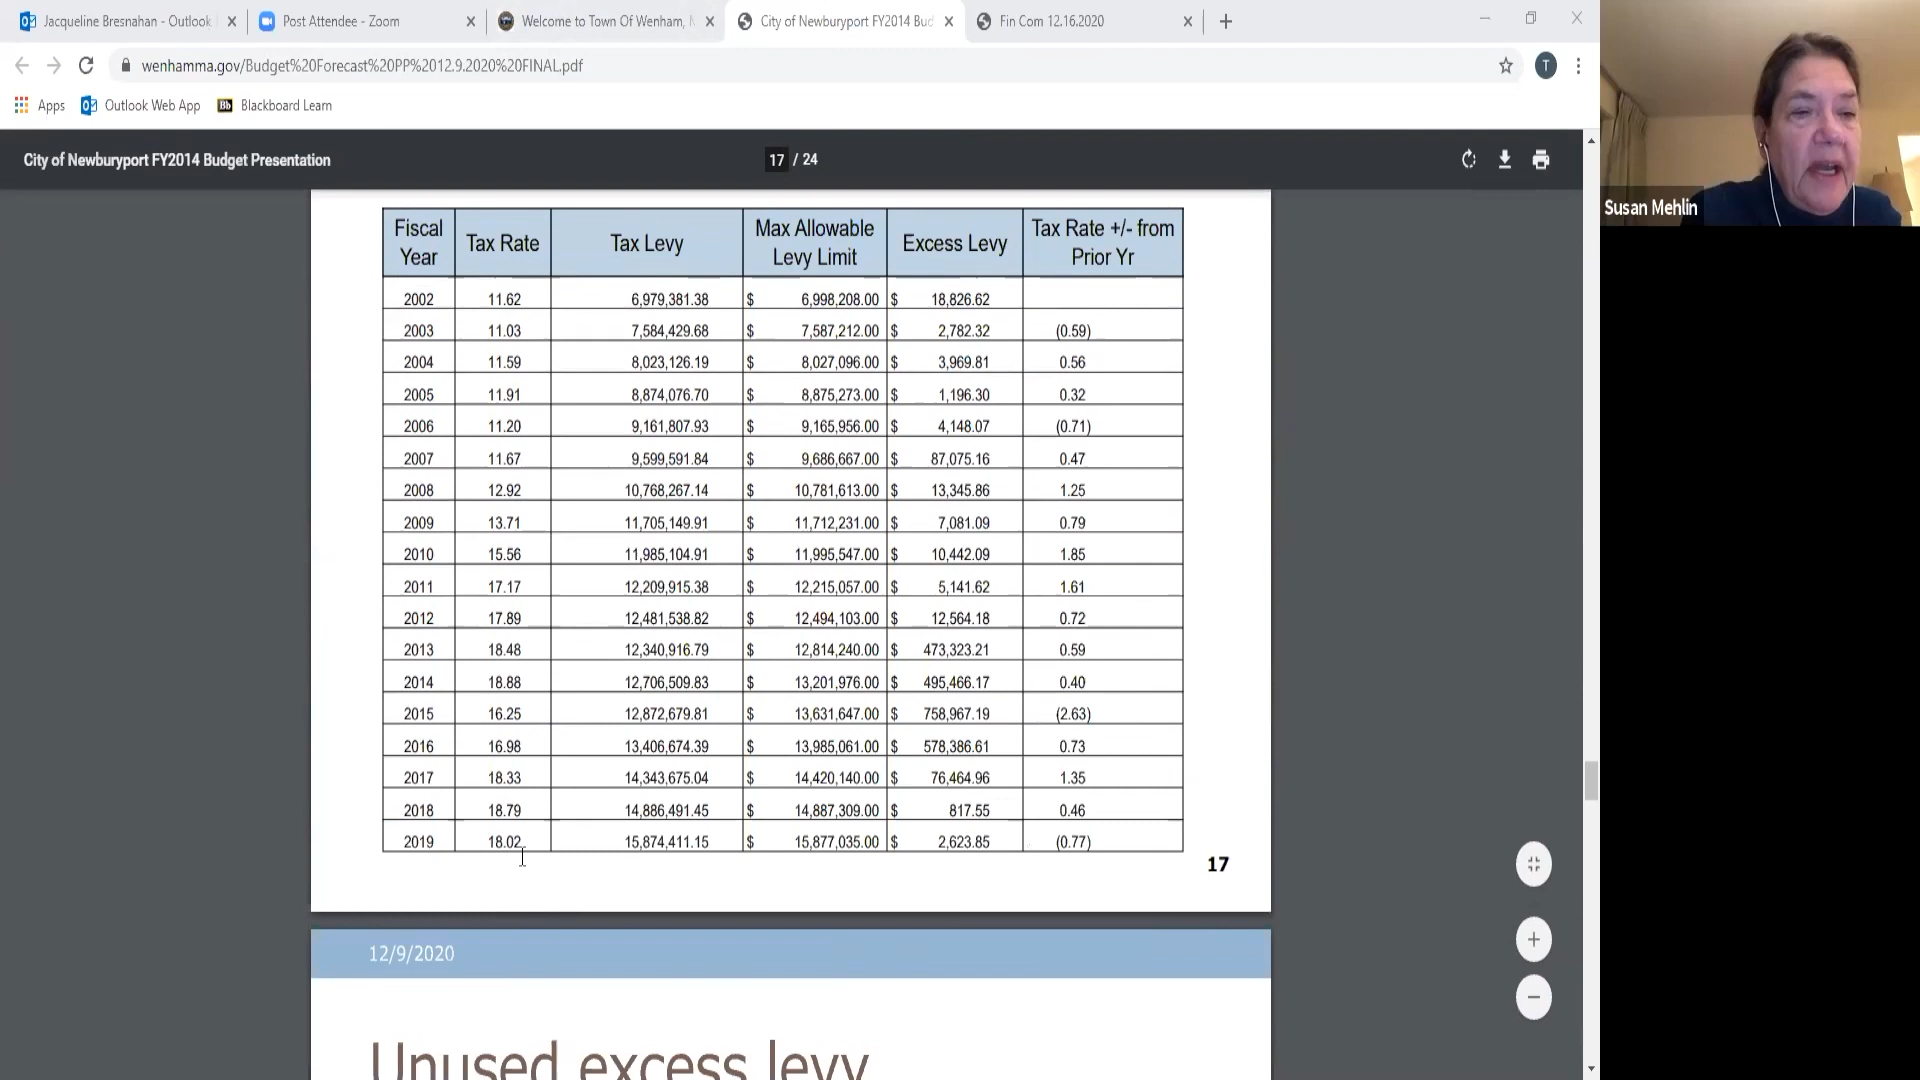 Jacqueline Bresnahan - Outlook
Post Attendee - Zoom
Welcome to Town Of Wenham,
City of Newburyport FY2014 Bud
Fin Com 12.16.2020
wenhamma.gov/Budget%20Forecast%20PP%2012.9.2020%20FINAL.pdf
T
Apps
Outlook Web App
Bb Blackboard Learn
City of Newburyport FY2014 Budget Presentation
17 / 24
Susan Mehlin
Fiscal Year Tax Rate Tax Levy Max Allowable Levy Limit Excess Levy Tax Rate +/- from Prior Yr
2002 11.62 6,979,381.38 $ 6,998,208.00 $ 18,826.62
2003 11.03 7,584,429.68 $ 7,587,212.00 $ 2,782.32 (0.59)
2004 11.59 8,023,126.19 $ 8,027,096.00 $ 3,969.81 0.56
2005 11.91 8,874,076.70 $ 8,875,273.00 $ 1,196.30 0.32
2006 11.20 9,161,807.93 $ 9,165,956.00 $ 4,148.07 (0.71)
2007 11.67 9,599,591.84 $ 9,686,667.00 $ 87,075.16 0.47
2008 12.92 10,768,267.14 $ 10,781,613.00 $ 13,345.86 1.25
2009 13.71 11,705,149.91 $ 11,712,231.00 $ 7,081.09 0.79
2010 15.56 11,985,104.91 $ 11,995,547.00 $ 10,442.09 1.85
2011 17.17 12,209,915.38 $ 12,215,057.00 $ 5,141.62 1.61
2012 17.89 12,481,538.82 $ 12,494,103.00 $ 12,564.18 0.72
2013 18.48 12,340,916.79 $ 12,814,240.00 $ 473,323.21 0.59
2014 18.88 12,706,509.83 $ 13,201,976.00 $ 495,466.17 0.40
2015 16.25 12,872,679.81 $ 13,631,647.00 $ 758,967.19 (2.63)
2016 16.98 13,406,674.39 $ 13,985,061.00 $ 578,386.61 0.73
2017 18.33 14,343,675.04 $ 14,420,140.00 $ 76,464.96 1.35
2018 18.79 14,886,491.45 $ 14,887,309.00 $ 817.55 0.46
2019 18.02 15,874,411.15 $ 15,877,035.00 $ 2,623.85 (0.77)
17
12/9/2020
Unused excess levy